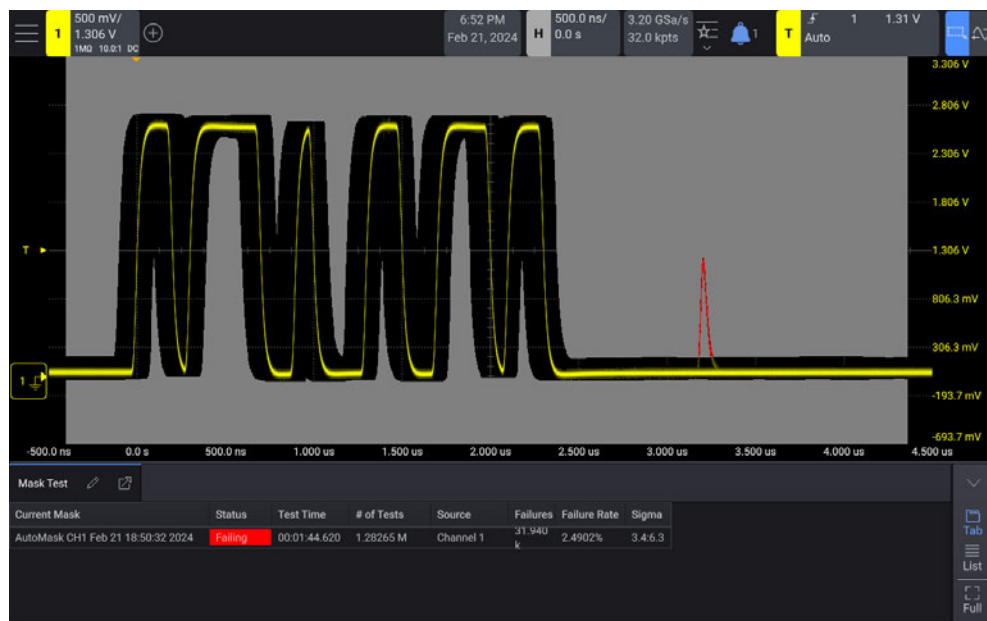 500 mV/
1 1.306 V
1MΩ 10.0:1 DC
6:52 PM
Feb 21, 2024
H
500.0 ns/
0.0 s
3.20 GSa/s
32.0 kpts
1
T
1 1.31 V
Auto
3.306 V
2.806 V
2.306 V
1.806 V
T
1.306 V
806.3 mV
306.3 mV
1
-193.7 mV
-693.7 mV
-500.0 ns 0.0 s 500.0 ns 1.000 us 1.500 us 2.000 us 2.500 us 3.000 us 3.500 us 4.000 us 4.500 us
Mask Test
Current Mask Status Test Time # of Tests Source Failures Failure Rate Sigma
AutoMask CH1 Feb 21 18:50:32 2024 Failing 00:01:44.620 1.28265 M Channel 1 31.940 k 2.4902% 3.4:6.3
Tab
List
Full